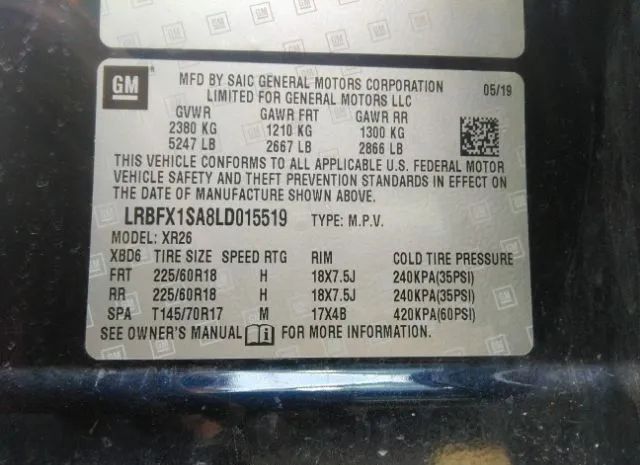 GM
MFD BY SAIC GENERAL MOTORS CORPORATION
LIMITED FOR GENERAL MOTORS LLC
05/19
GVWR GAWR FRT GAWR RR
2380 KG 1210 KG 1300 KG
5247 LB 2667 LB 2866 LB
THIS VEHICLE CONFORMS TO ALL APPLICABLE U.S. FEDERAL MOTOR
VEHICLE SAFETY AND THEFT PREVENTION STANDARDS IN EFFECT ON
THE DATE OF MANUFACTURE SHOWN ABOVE.
LRBFX1SA8LD015519 TYPE: M.P.V.
MODEL: XR26
XBD6 TIRE SIZE SPEED RTG RIM COLD TIRE PRESSURE
FRT 225/60R18 H 18X7.5J 240KPA(35PSI)
RR 225/60R18 H 18X7.5J 240KPA(35PSI)
SPA T145/70R17 M 17X4B 420KPA(60PSI)
SEE OWNER'S MANUAL FOR MORE INFORMATION.